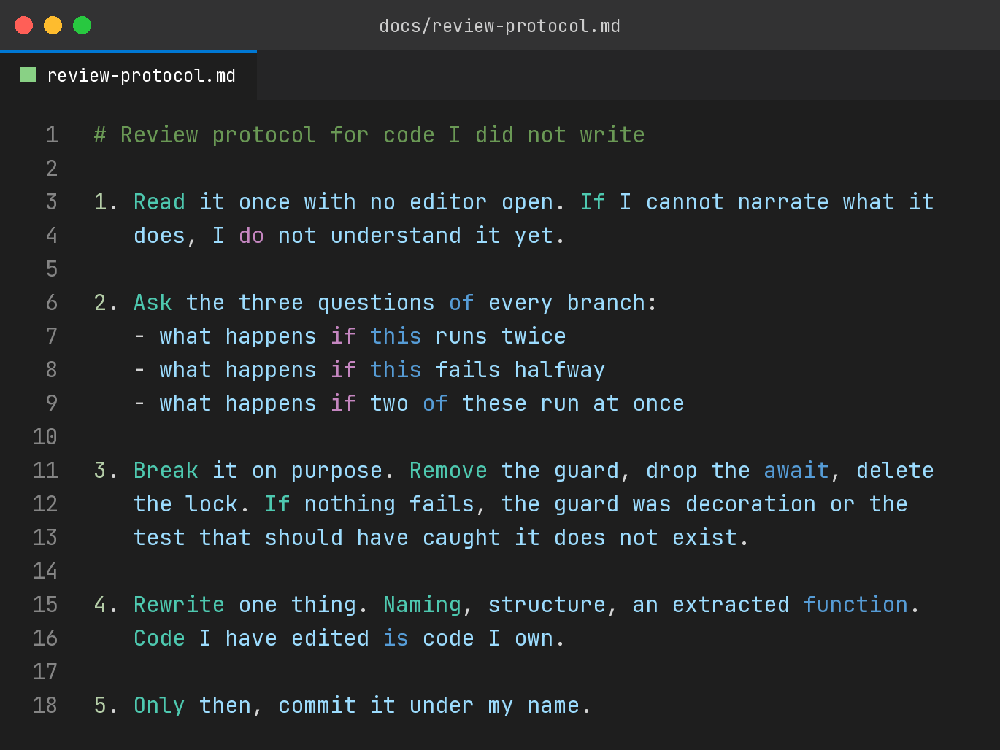 docs/review-protocol.md
review-protocol.md
1 # Review protocol for code I did not write
2
3 1. Read it once with no editor open. If I cannot narrate what it
4 does, I do not understand it yet.
5
6 2. Ask the three questions of every branch:
7 - what happens if this runs twice
8 - what happens if this fails halfway
9 - what happens if two of these run at once
10
11 3. Break it on purpose. Remove the guard, drop the await, delete
12 the lock. If nothing fails, the guard was decoration or the
13 test that should have caught it does not exist.
14
15 4. Rewrite one thing. Naming, structure, an extracted function.
16 Code I have edited is code I own.
17
18 5. Only then, commit it under my name.